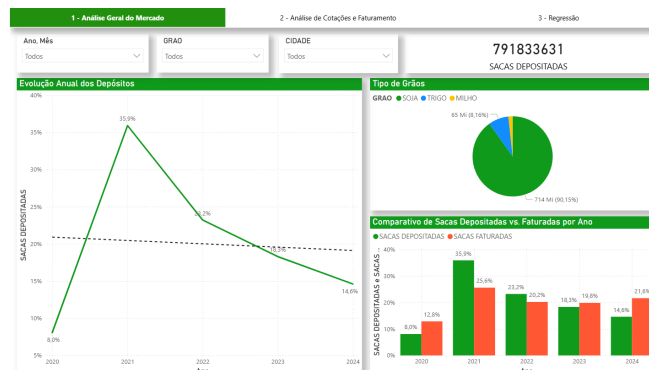 1 - Análise Geral do Mercado
2 - Análise de Cotações e Faturamento
3 - Regressão
Ano, Mês
Todos
GRAO
Todos
CIDADE
Todos
791833631
SACAS DEPOSITADAS
Evolução Anual dos Depósitos
SACAS DEPOSITADAS
40%
35%
30%
25%
20%
15%
10%
5%
8,0%
35,9%
23,2%
18,3%
14,6%
2020
2021
2022
2023
2024
Ano
Tipo de Grãos
GRAO SOJA TRIGO MILHO
65 Mi (8,16%)
714 Mi (90,15%)
Comparativo de Sacas Depositadas vs. Faturadas por Ano
SACAS DEPOSITADAS SACAS FATURADAS
SACAS DEPOSITADAS e SACAS
40%
30%
20%
10%
0%
8,0%
12,8%
35,9%
25,6%
23,2%
20,2%
18,3%
19,8%
14,6%
21,6%
2020
2021
2022
2023
2024
Ano